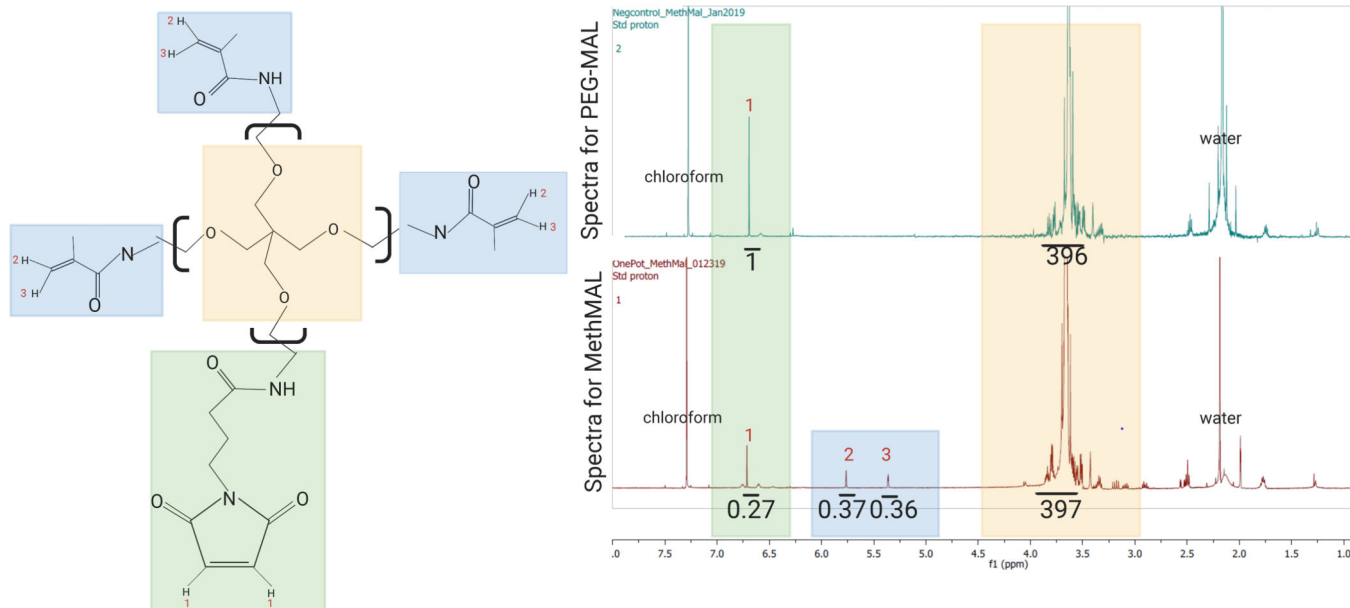 2 H
3 H
O
NH
O
O
O
O
N
O
H 2
H 3
2 H
3 H
N
O
O
NH
N
O
O
H
H
1
1
Spectra for PEG-MAL
Negcontrol_MethMal_Jan2019
Std proton
2
chloroform
1
water
1
396
Spectra for MethMAL
OnePot_MethMal_012319
Std proton
1
chloroform
1
2
3
water
0.27
0.37
0.36
397
.0 7.5 7.0 6.5 6.0 5.5 5.0 4.5 4.0 3.5 3.0 2.5 2.0 1.5 1.0
f1 (ppm)